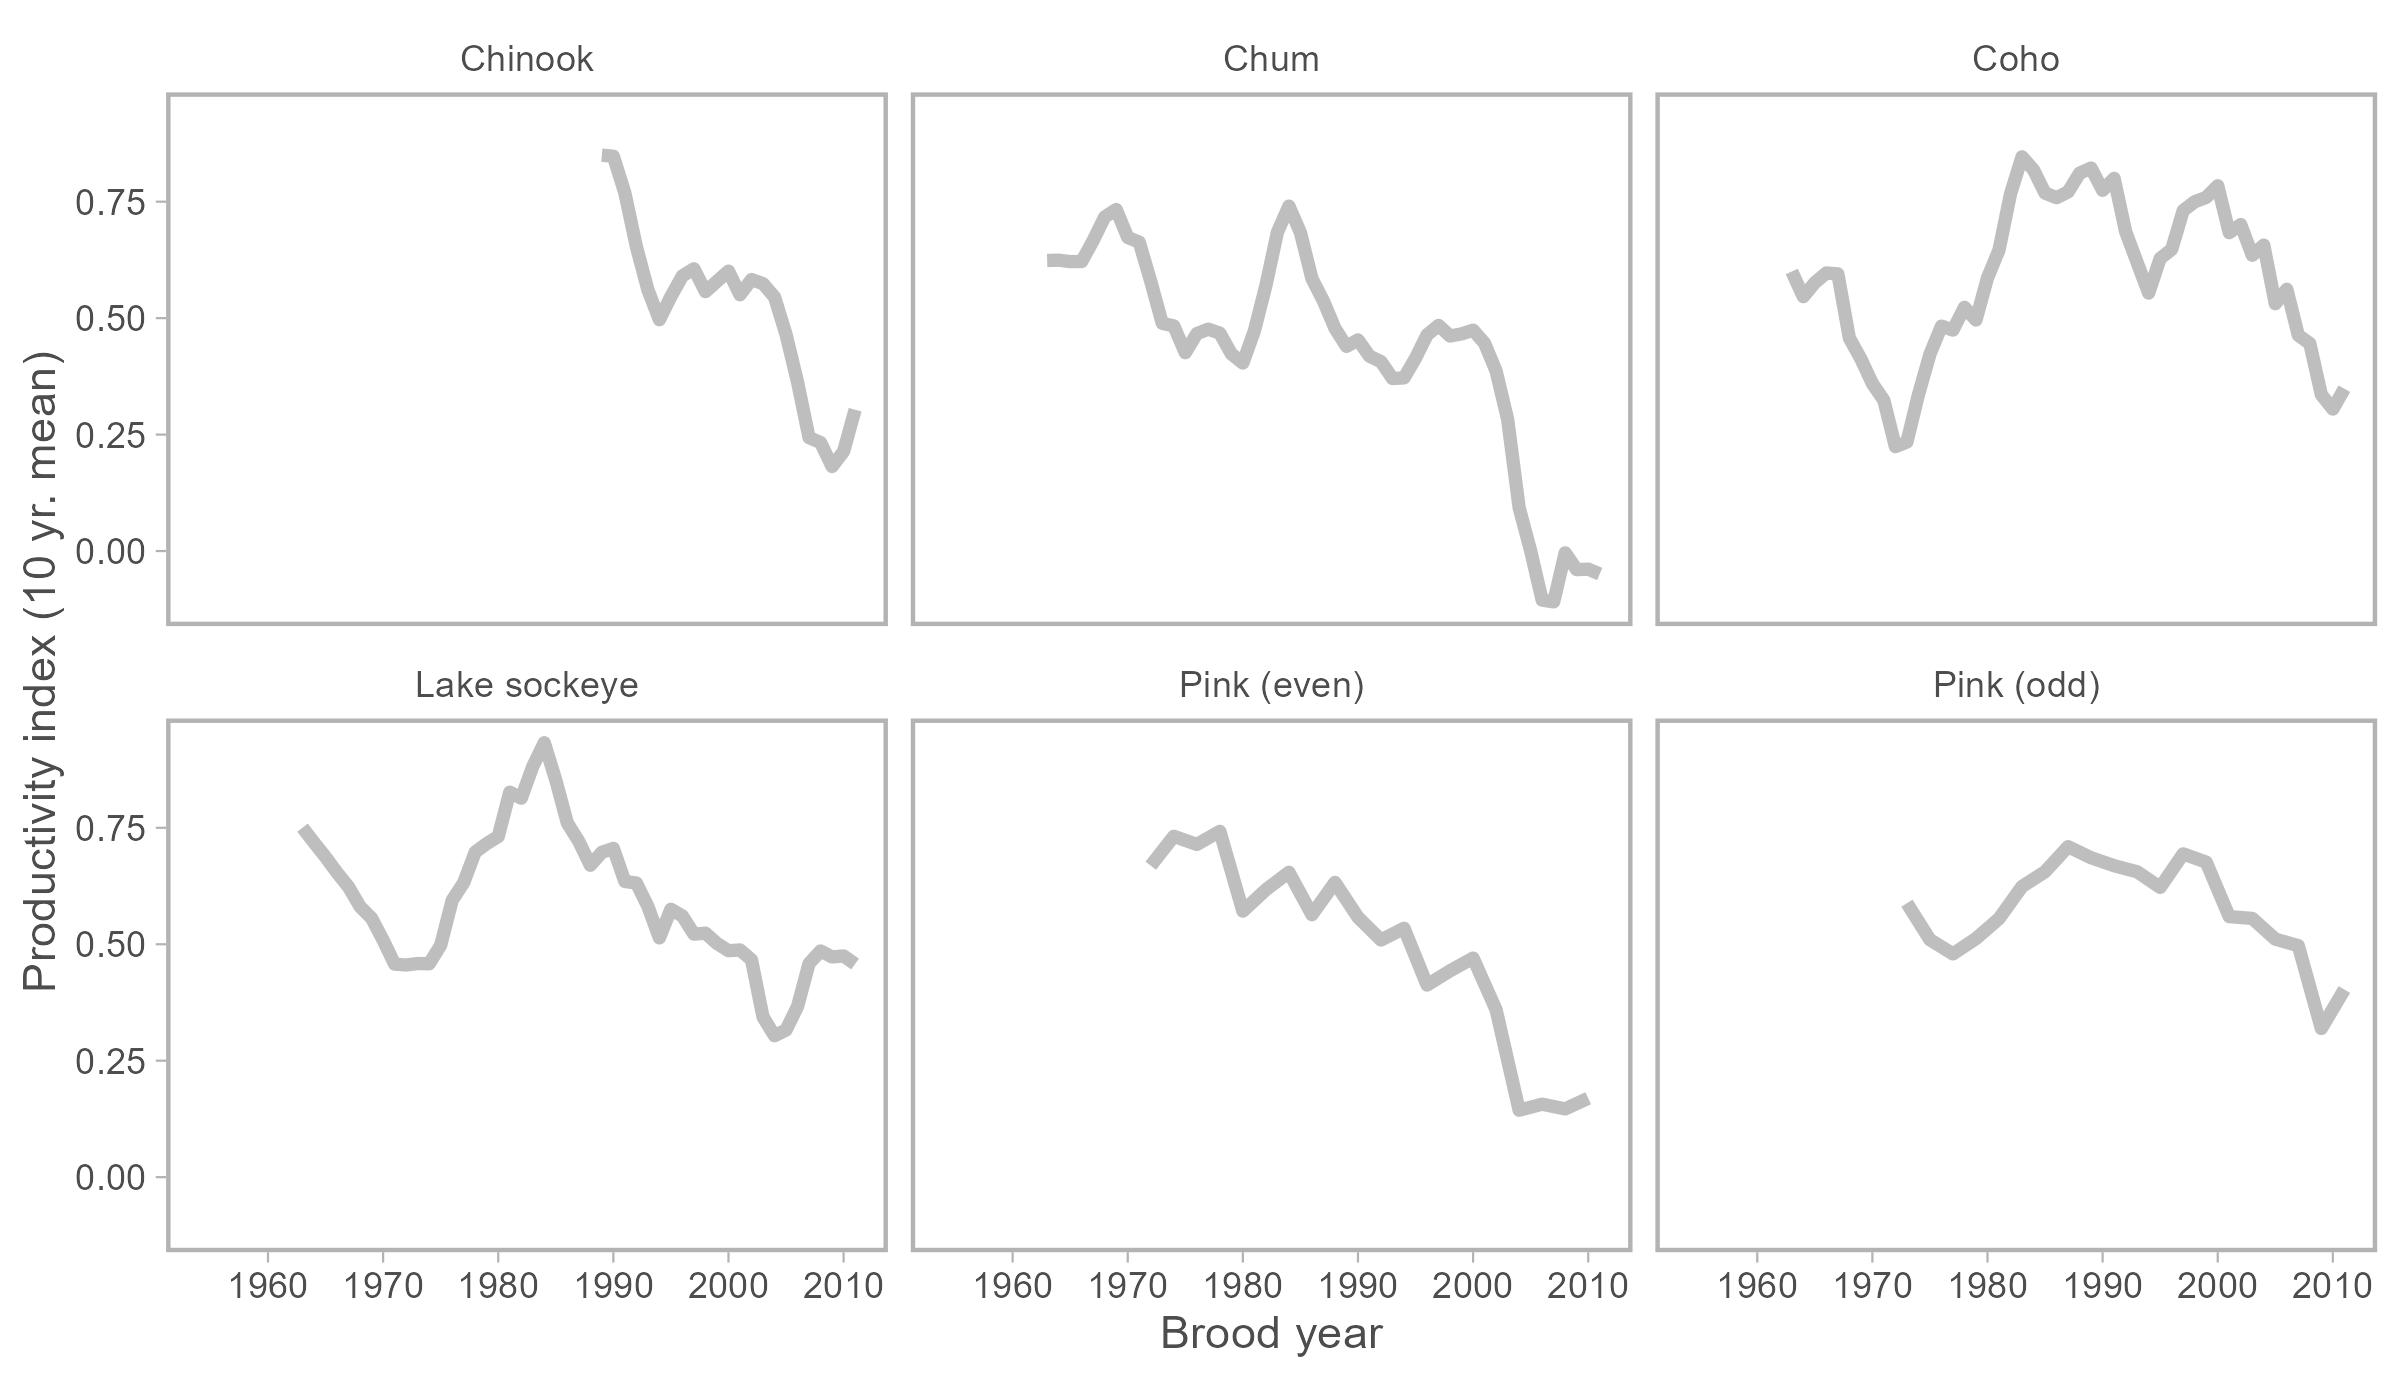 Chinook
Chum
Coho
0.75
0.50
0.25
0.00
Lake sockeye
Pink (even)
Pink (odd)
0.75
0.50
0.25
0.00
1960 1970 1980 1990 2000 2010
1960 1970 1980 1990 2000 2010
1960 1970 1980 1990 2000 2010
Brood year
Productivity index (10 yr. mean)